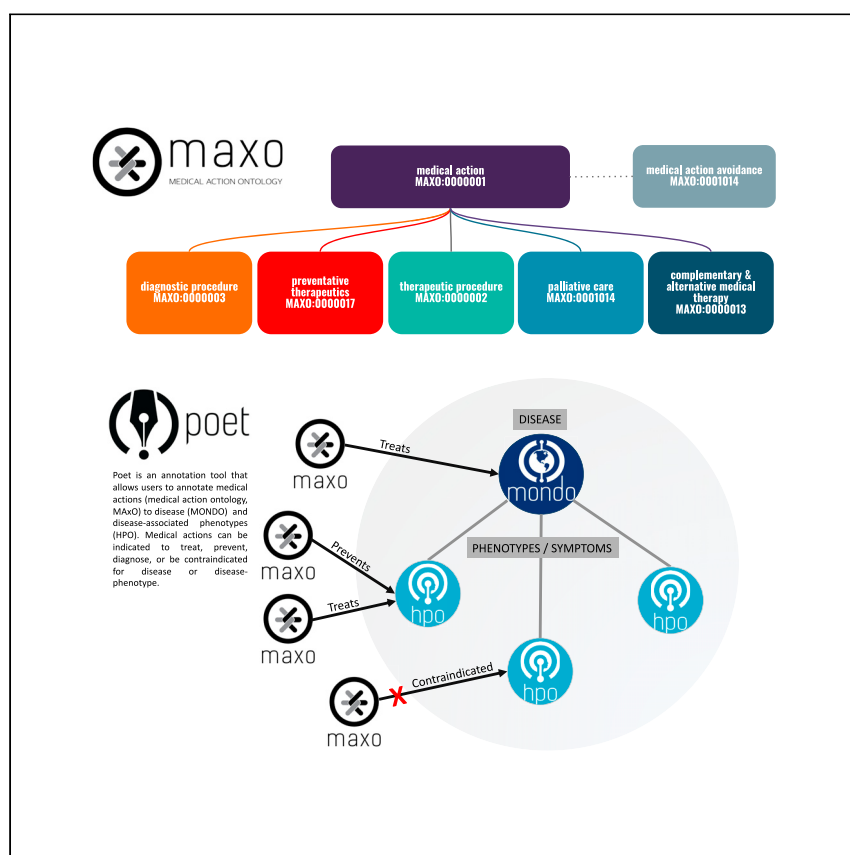 maxo
MEDICAL ACTION ONTOLOGY
medical action
MAXO:0000001
medical action avoidance
MAXO:0001014
diagnostic procedure
MAXO:0000003
preventative
therapeutics
MAXO:0000017
therapeutic procedure
MAXO:0000002
palliative care
MAXO:0001014
complementary &
alternative medical
therapy
MAXO:0000013
poet
Poet is an annotation tool that
allows users to annotate medical
actions (medical action ontology,
MAxO) to disease (MONDO) and
disease-associated phenotypes
(HPO). Medical actions can be
indicated to treat, prevent,
diagnose, or be contraindicated
for disease or disease-
phenotype.
DISEASE
maxo
Treats
mondo
PHENOTYPES / SYMPTOMS
maxo
Prevents
hpo
maxo
Treats
hpo
maxo
X
Contraindicated
hpo